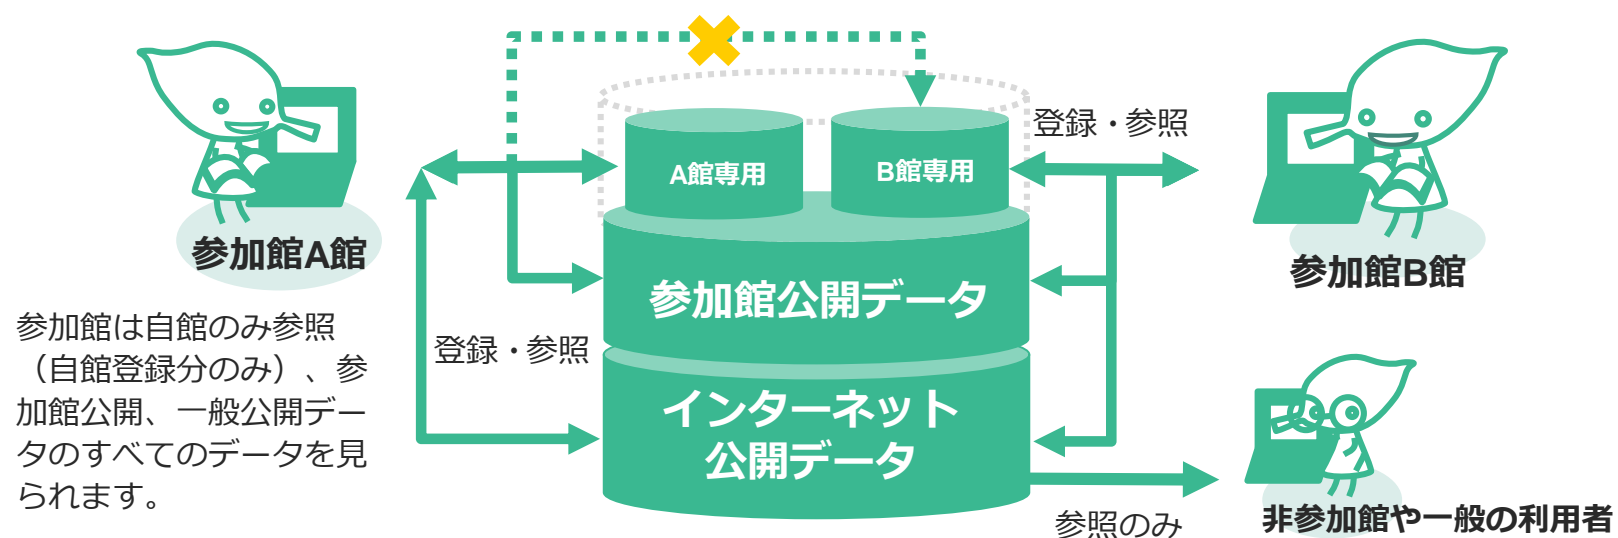 登録・参照
A館専用
B館専用
参加館A館
参加館B館
参加館公開データ
参加館は自館のみ参照
（自館登録分のみ）、参
加館公開、一般公開デー
タのすべてのデータを見
られます。
登録・参照
インターネット
公開データ
参照のみ
非参加館や一般の利用者